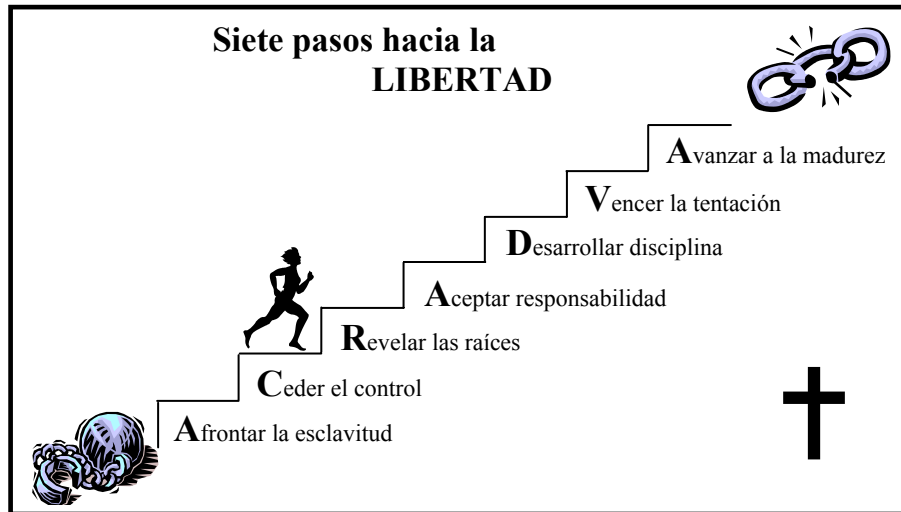 Siete pasos hacia la
LIBERTAD
Avanzar a la madurez
Vencer la tentación
Desarrollar disciplina
Aceptar responsabilidad
Revelar las raíces
Ceder el control
Afrontar la esclavitud